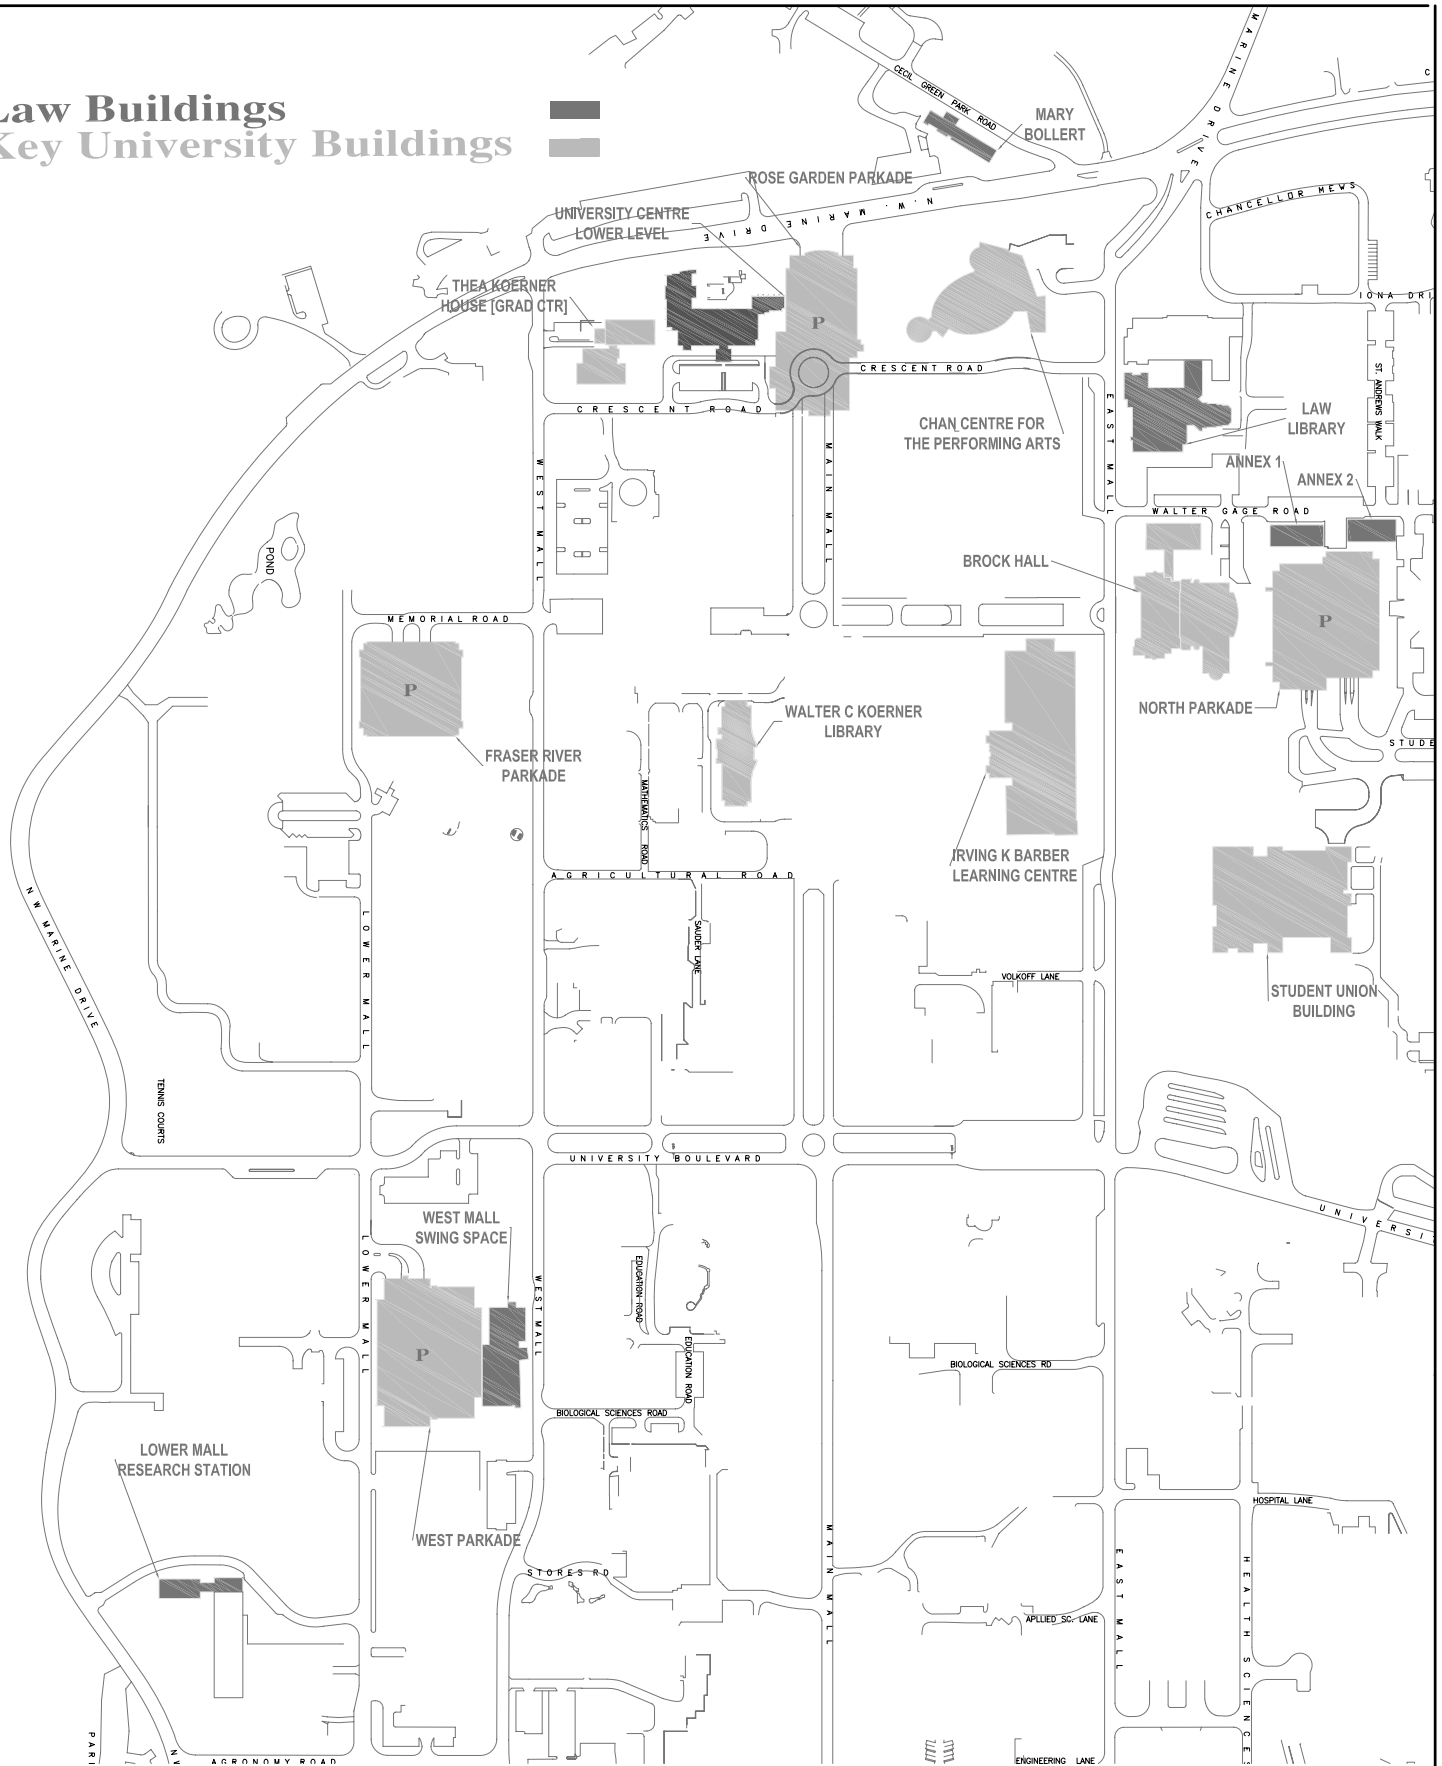 Law Buildings
Key University Buildings
CECIL GREEN PARK ROAD
MARY
BOLLERT
MARINE DRIVE
ROSE GARDEN PARKADE
N.W. MARINE DRIVE
CHANCELLOR MEWS
UNIVERSITY CENTRE
LOWER LEVEL
THEA KOERNER
HOUSE [GRAD CTR]
IONA DRI
P
CRESCENT ROAD
CRESCENT ROAD
ST. ANDREWS WALK
EAST MALL
LAW
LIBRARY
CHAN CENTRE FOR
THE PERFORMING ARTS
WEST MALL
MAIN MALL
ANNEX 1
ANNEX 2
WALTER GAGE ROAD
POND
BROCK HALL
MEMORIAL ROAD
P
P
NORTH PARKADE
WALTER C KOERNER
LIBRARY
STUDE
FRASER RIVER
PARKADE
MATHEMATICS ROAD
IRVING K BARBER
LEARNING CENTRE
AGRICULTURAL ROAD
N W MARINE DRIVE
LOWER MALL
SAUDER LANE
VOLKOFF LANE
STUDENT UNION
BUILDING
TENNIS COURTS
UNIVERSITY BOULEVARD
UNIVERSI
WEST MALL
SWING SPACE
LOWER MALL
WEST MALL
EDUCATION ROAD
P
EDUCATION ROAD
BIOLOGICAL SCIENCES RD
BIOLOGICAL SCIENCES ROAD
LOWER MALL
RESEARCH STATION
HOSPITAL LANE
WEST PARKADE
MAIN MALL
STORES RD
EAST MALL
HEALTH SCIENCES
APLLIED SC. LANE
PAR
NW
AGRONOMY ROAD
ENGINEERING LANE